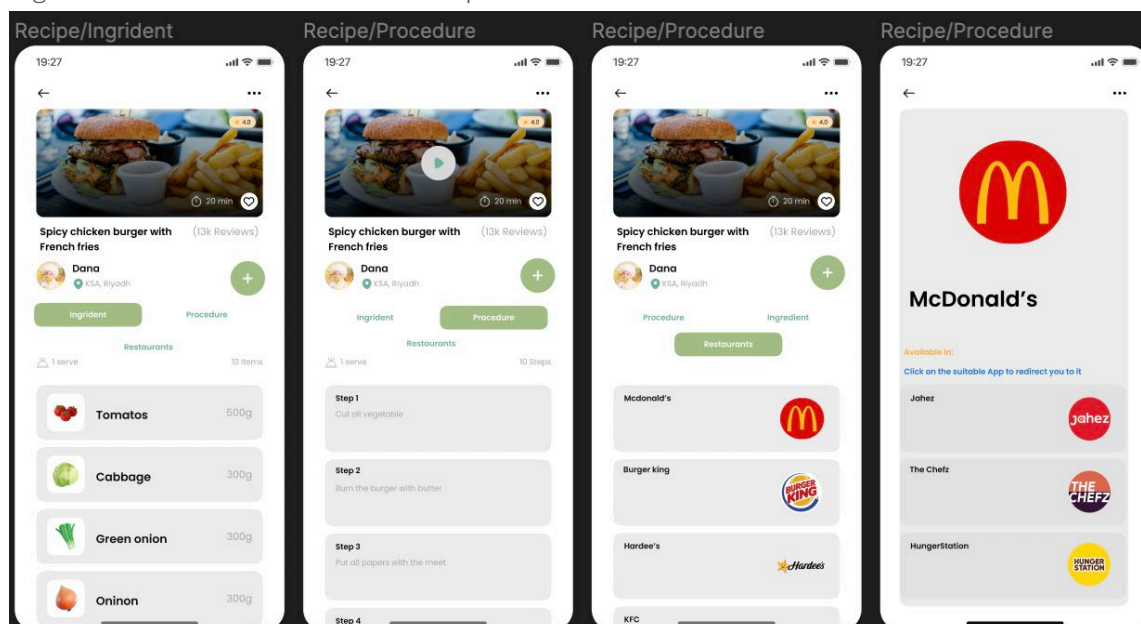 Recipe/Ingrident
19:27
4.0
20 min
Spicy chicken burger with
French fries
(13k Reviews)
Dana
KSA, Riyadh
+
Ingrident
Procedure
Restaurants
1 serve
10 Items
Tomatos
500g
Cabbage
300g
Green onion
300g
Oninon
300g
Recipe/Procedure
19:27
4.0
20 min
Spicy chicken burger with
French fries
(13k Reviews)
Dana
KSA, Riyadh
+
Ingrident
Procedure
Restaurants
1 serve
10 Steps
Step 1
Cut all vegetable
Step 2
Burn the burger with butter
Step 3
Put all papers with the meet
Step 4
Recipe/Procedure
19:27
4.0
20 min
Spicy chicken burger with
French fries
(13k Reviews)
Dana
KSA, Riyadh
+
Procedure
Ingredient
Restaurants
Mcdonald's
Burger king
BURGER
KING
Hardee's
Hardee's
KFC
Recipe/Procedure
19:27
McDonald's
Available in:
Click on the suitable App to redirect you to it
Jahez
jahez
The Chefz
THE
CHEFZ
HungerStation
HUNGER
STATION